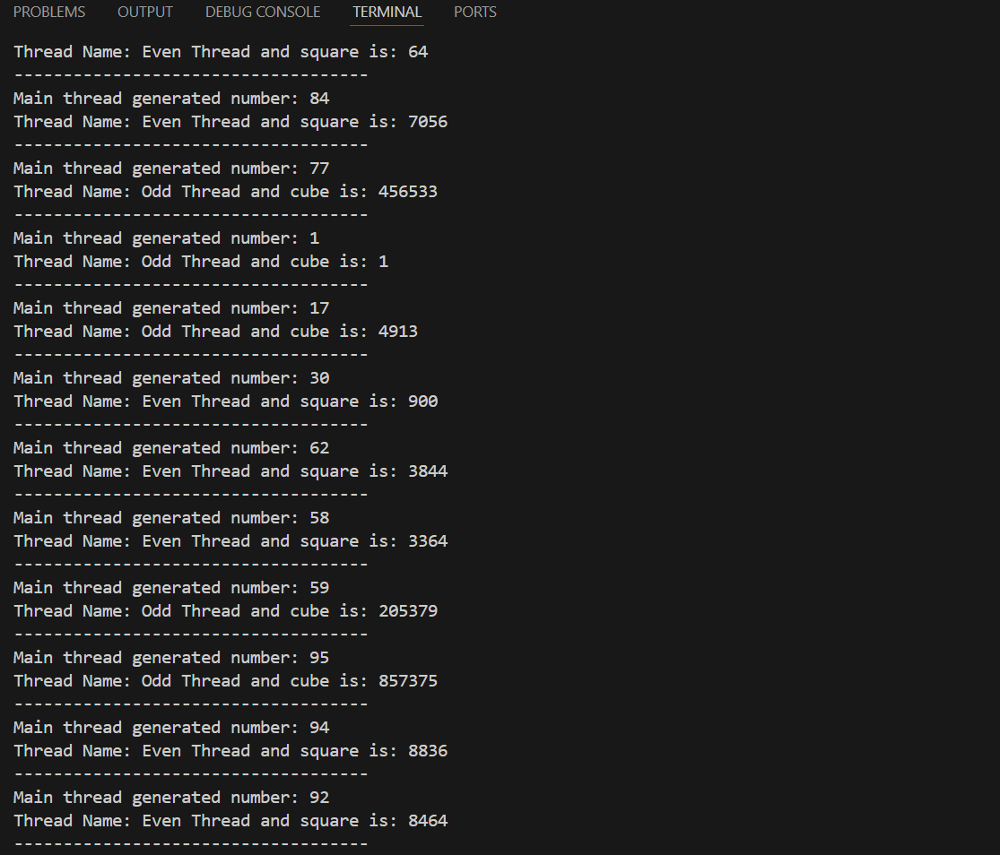 PROBLEMS OUTPUT DEBUG CONSOLE TERMINAL PORTS
Thread Name: Even Thread and square is: 64
------------------------------------
Main thread generated number: 84
Thread Name: Even Thread and square is: 7056
------------------------------------
Main thread generated number: 77
Thread Name: Odd Thread and cube is: 456533
------------------------------------
Main thread generated number: 1
Thread Name: Odd Thread and cube is: 1
------------------------------------
Main thread generated number: 17
Thread Name: Odd Thread and cube is: 4913
------------------------------------
Main thread generated number: 30
Thread Name: Even Thread and square is: 900
------------------------------------
Main thread generated number: 62
Thread Name: Even Thread and square is: 3844
------------------------------------
Main thread generated number: 58
Thread Name: Even Thread and square is: 3364
------------------------------------
Main thread generated number: 59
Thread Name: Odd Thread and cube is: 205379
------------------------------------
Main thread generated number: 95
Thread Name: Odd Thread and cube is: 857375
------------------------------------
Main thread generated number: 94
Thread Name: Even Thread and square is: 8836
------------------------------------
Main thread generated number: 92
Thread Name: Even Thread and square is: 8464
------------------------------------